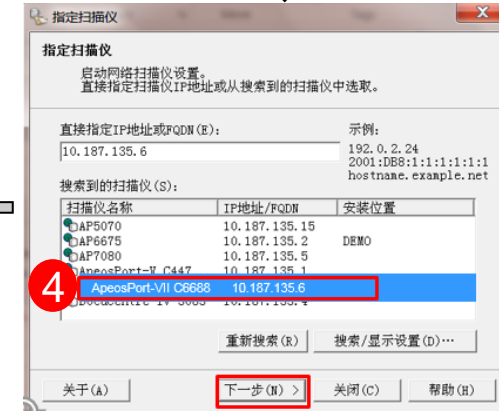 指定扫描仪
指定扫描仪
启动网络扫描仪设置。
直接指定扫描仪IP地址或从搜索到的扫描仪中选取。
直接指定IP地址或FQDN(E):
示例:
10.187.135.6
192.0.2.24
2001:DB8:1:1:1:1:1:1
hostname.example.net
搜索到的扫描仪(S):
扫描仪名称 IP地址/FQDN 安装位置
AP5070 10.187.135.15
AP6675 10.187.135.2 DEMO
AP7080 10.187.135.5
ApeosPort-V C447 10.187.135.1
4 ApeosPort-VII C6688 10.187.135.6
DocuCentre-IV 3065 10.187.135.4
重新搜索(R) 搜索/显示设置(D)…
关于(A) 下一步(N) > 关闭(C) 帮助(H)